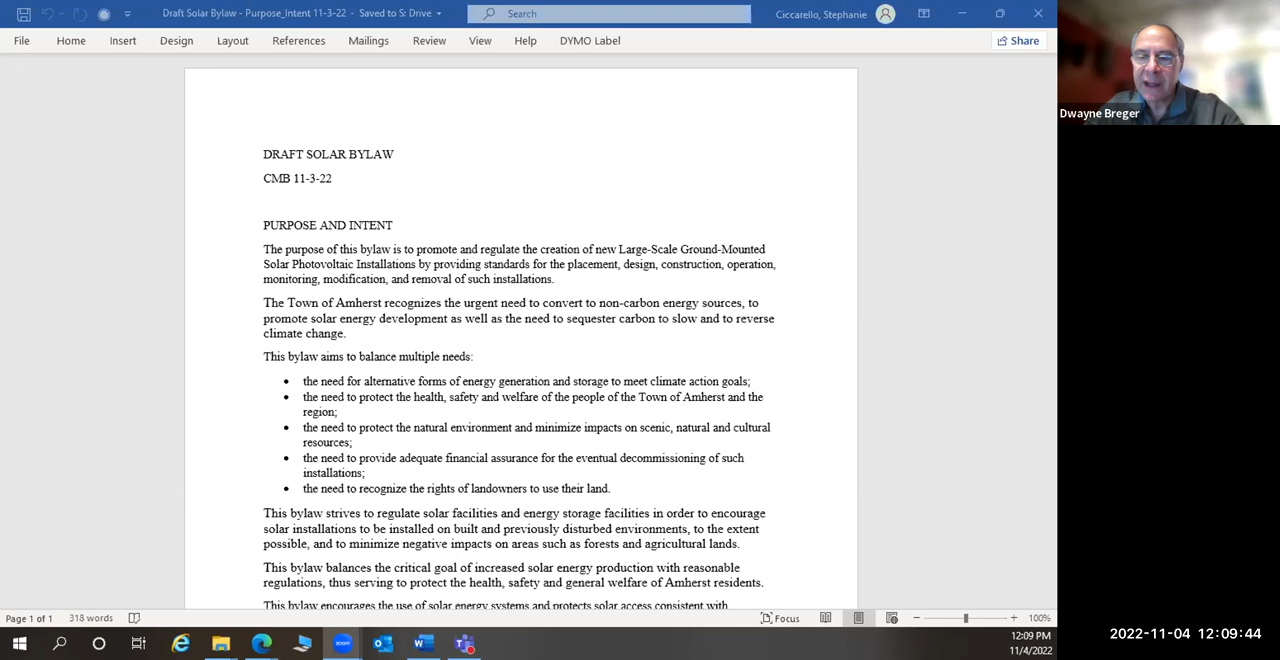 Draft Solar Bylaw - Purpose_Intent 11-3-22 - Saved to S: Drive
Search
Ciccarello, Stephanie
File Home Insert Design Layout References Mailings Review View Help DYMO Label Share
Dwayne Breger
DRAFT SOLAR BYLAW
CMB 11-3-22
PURPOSE AND INTENT
The purpose of this bylaw is to promote and regulate the creation of new Large-Scale Ground-Mounted
Solar Photovoltaic Installations by providing standards for the placement, design, construction, operation,
monitoring, modification, and removal of such installations.
The Town of Amherst recognizes the urgent need to convert to non-carbon energy sources, to
promote solar energy development as well as the need to sequester carbon to slow and to reverse
climate change.
This bylaw aims to balance multiple needs:
• the need for alternative forms of energy generation and storage to meet climate action goals;
• the need to protect the health, safety and welfare of the people of the Town of Amherst and the
region;
• the need to protect the natural environment and minimize impacts on scenic, natural and cultural
resources;
• the need to provide adequate financial assurance for the eventual decommissioning of such
installations;
• the need to recognize the rights of landowners to use their land.
This bylaw strives to regulate solar facilities and energy storage facilities in order to encourage
solar installations to be installed on built and previously disturbed environments, to the extent
possible, and to minimize negative impacts on areas such as forests and agricultural lands.
This bylaw balances the critical goal of increased solar energy production with reasonable
regulations, thus serving to protect the health, safety and general welfare of Amherst residents.
This bylaw encourages the use of solar energy systems and protects solar access consistent with
Page 1 of 1 318 words Focus 100%
zoom
12:09 PM
11/4/2022
2022-11-04 12:09:44